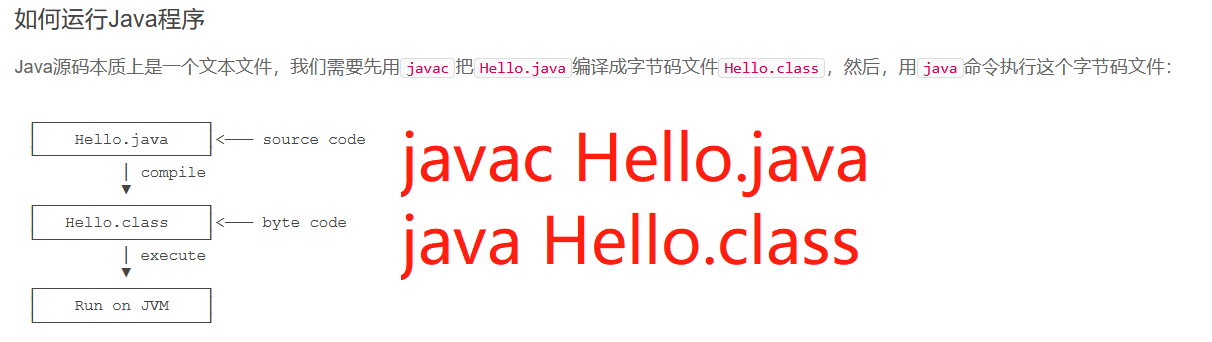 如何运行Java程序
Java源码本质上是一个文本文件，我们需要先用javac把Hello.java编译成字节码文件Hello.class，然后，用java命令执行这个字节码文件：
Hello.java <─── source code
compile
Hello.class <─── byte code
execute
Run on JVM
javac Hello.java
java Hello.class